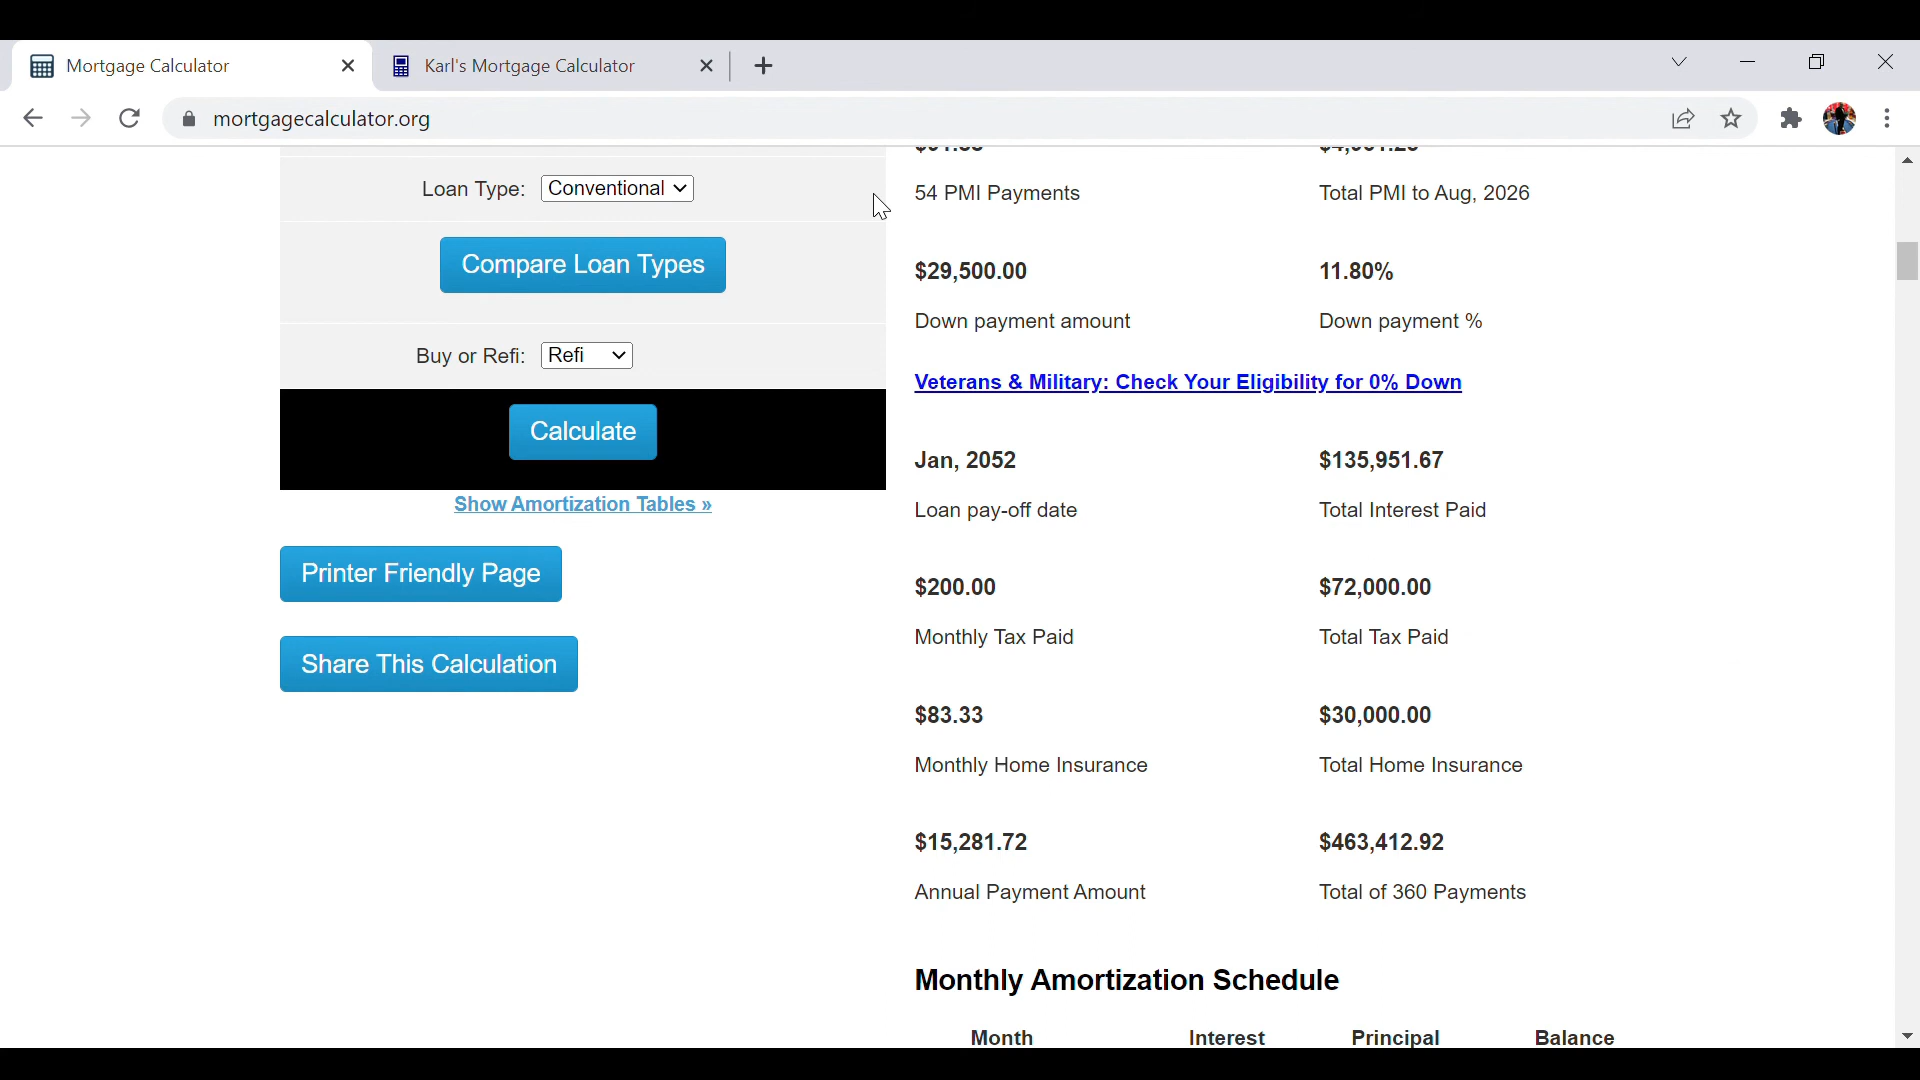 Mortgage Calculator
Karl's Mortgage Calculator
mortgagecalculator.org
Loan Type: Conventional
Compare Loan Types
Buy or Refi: Refi
Calculate
Show Amortization Tables »
Printer Friendly Page
Share This Calculation
54 PMI Payments
Total PMI to Aug, 2026
$29,500.00
11.80%
Down payment amount
Down payment %
Veterans & Military: Check Your Eligibility for 0% Down
Jan, 2052
$135,951.67
Loan pay-off date
Total Interest Paid
$200.00
$72,000.00
Monthly Tax Paid
Total Tax Paid
$83.33
$30,000.00
Monthly Home Insurance
Total Home Insurance
$15,281.72
$463,412.92
Annual Payment Amount
Total of 360 Payments
Monthly Amortization Schedule
Month Interest Principal Balance